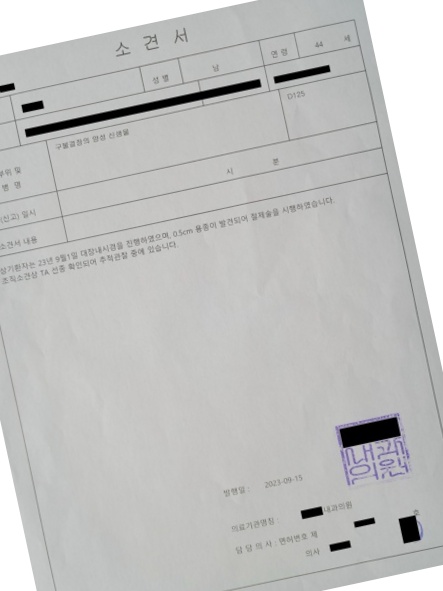 소 견 서
성 별 남 연 령 44 세
부위 및
병 명
구불결장의 양성 신생물 D125
(신고) 일시 시 분
소견서 내용
상기환자는 23년 9월1일 대장내시경을 진행하였으며, 0.5cm 용종이 발견되어 절제술을 시행하였습니다.
조직소견상 TA 선종 확인되어 추적관찰 중에 있습니다.
내과
의원
발행일 : 2023-09-15
의료기관명칭 : 내과의원
담 당 의 사 : 면허번호 제 호
의사